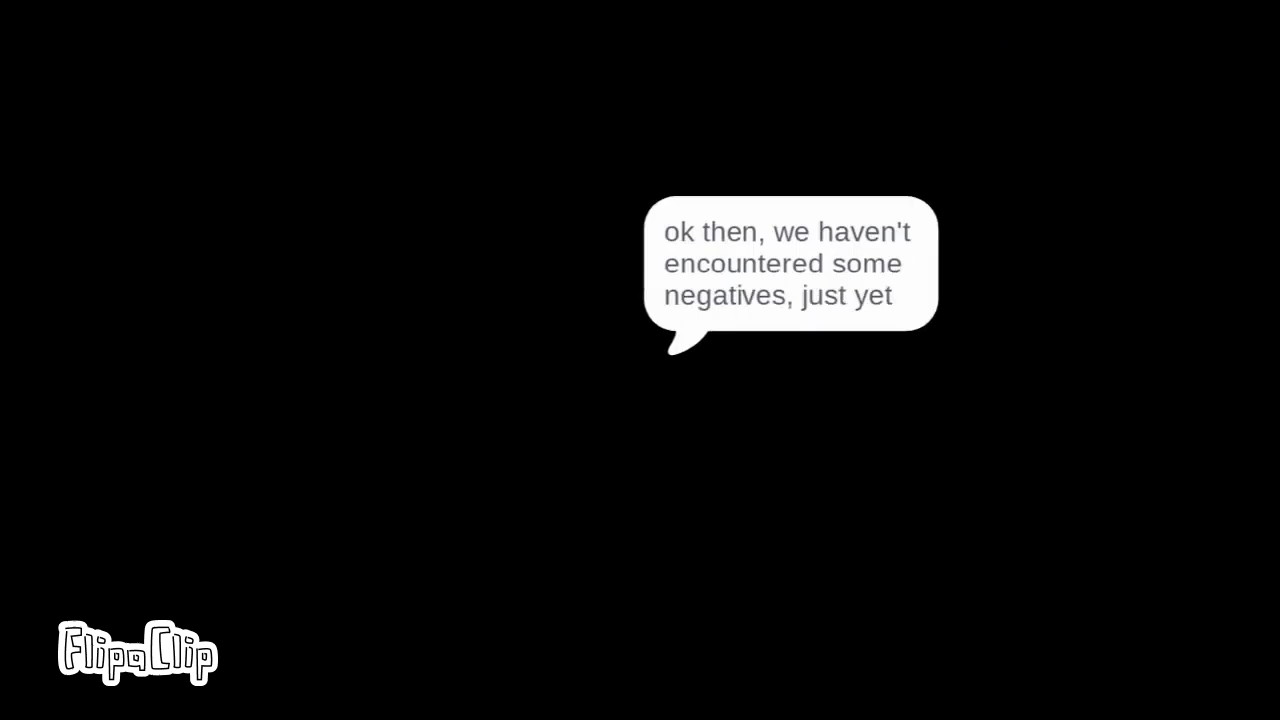 ok then, we haven't
encountered some
negatives, just yet
FlipaClip